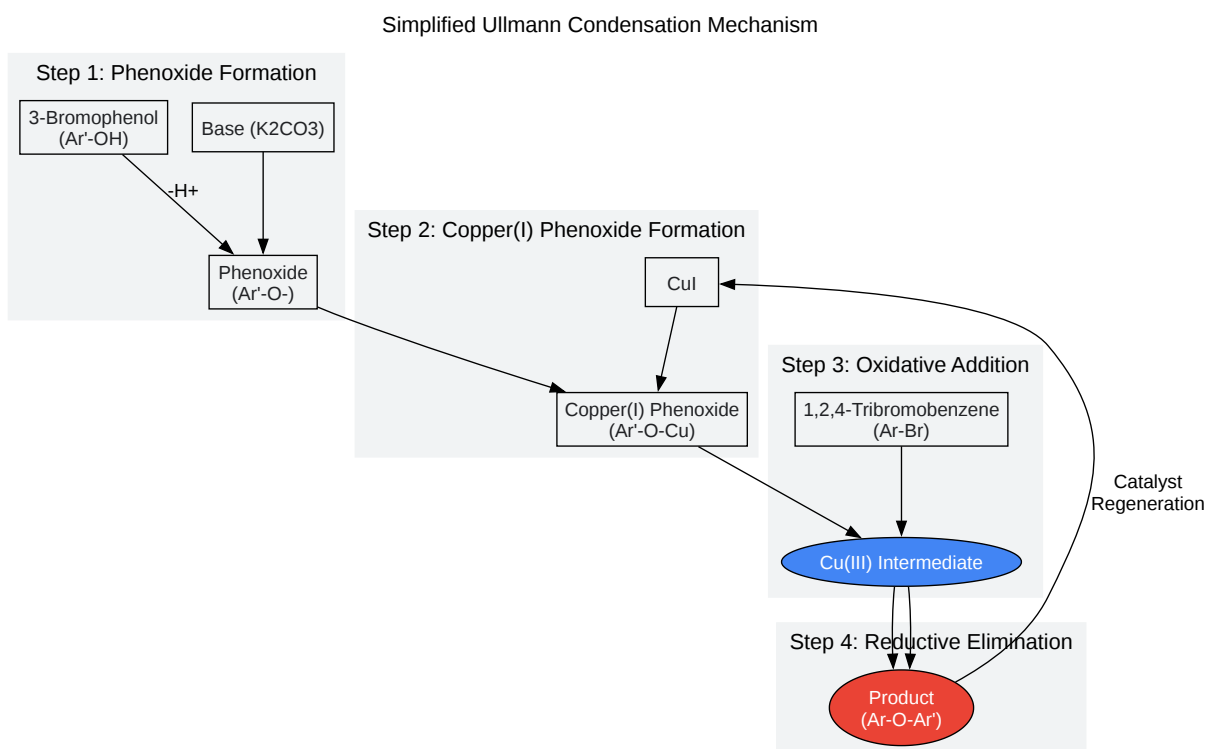 Simplified Ullmann Condensation Mechanism
Step 1: Phenoxide Formation
3-Bromophenol
(Ar'-OH)
Base (K2CO3)
-H+
Phenoxide
(Ar'-O-)
Step 2: Copper(I) Phenoxide Formation
CuI
Copper(I) Phenoxide
(Ar'-O-Cu)
Step 3: Oxidative Addition
1,2,4-Tribromobenzene
(Ar-Br)
Cu(III) Intermediate
Catalyst
Regeneration
Step 4: Reductive Elimination
Product
(Ar-O-Ar')